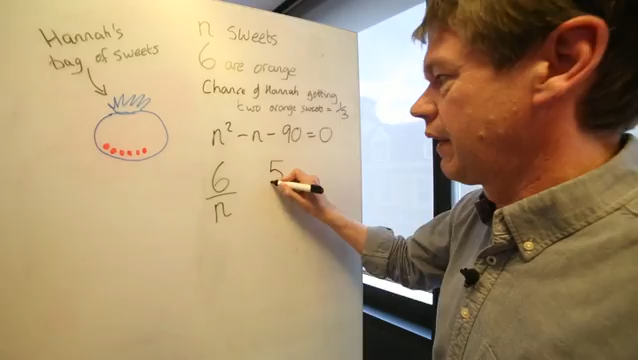 Hannah's
bag of sweets
n sweets
6 are orange
Chance of Hannah getting
two orange sweets = 1/3
n² - n - 90 = 0
6
n
5